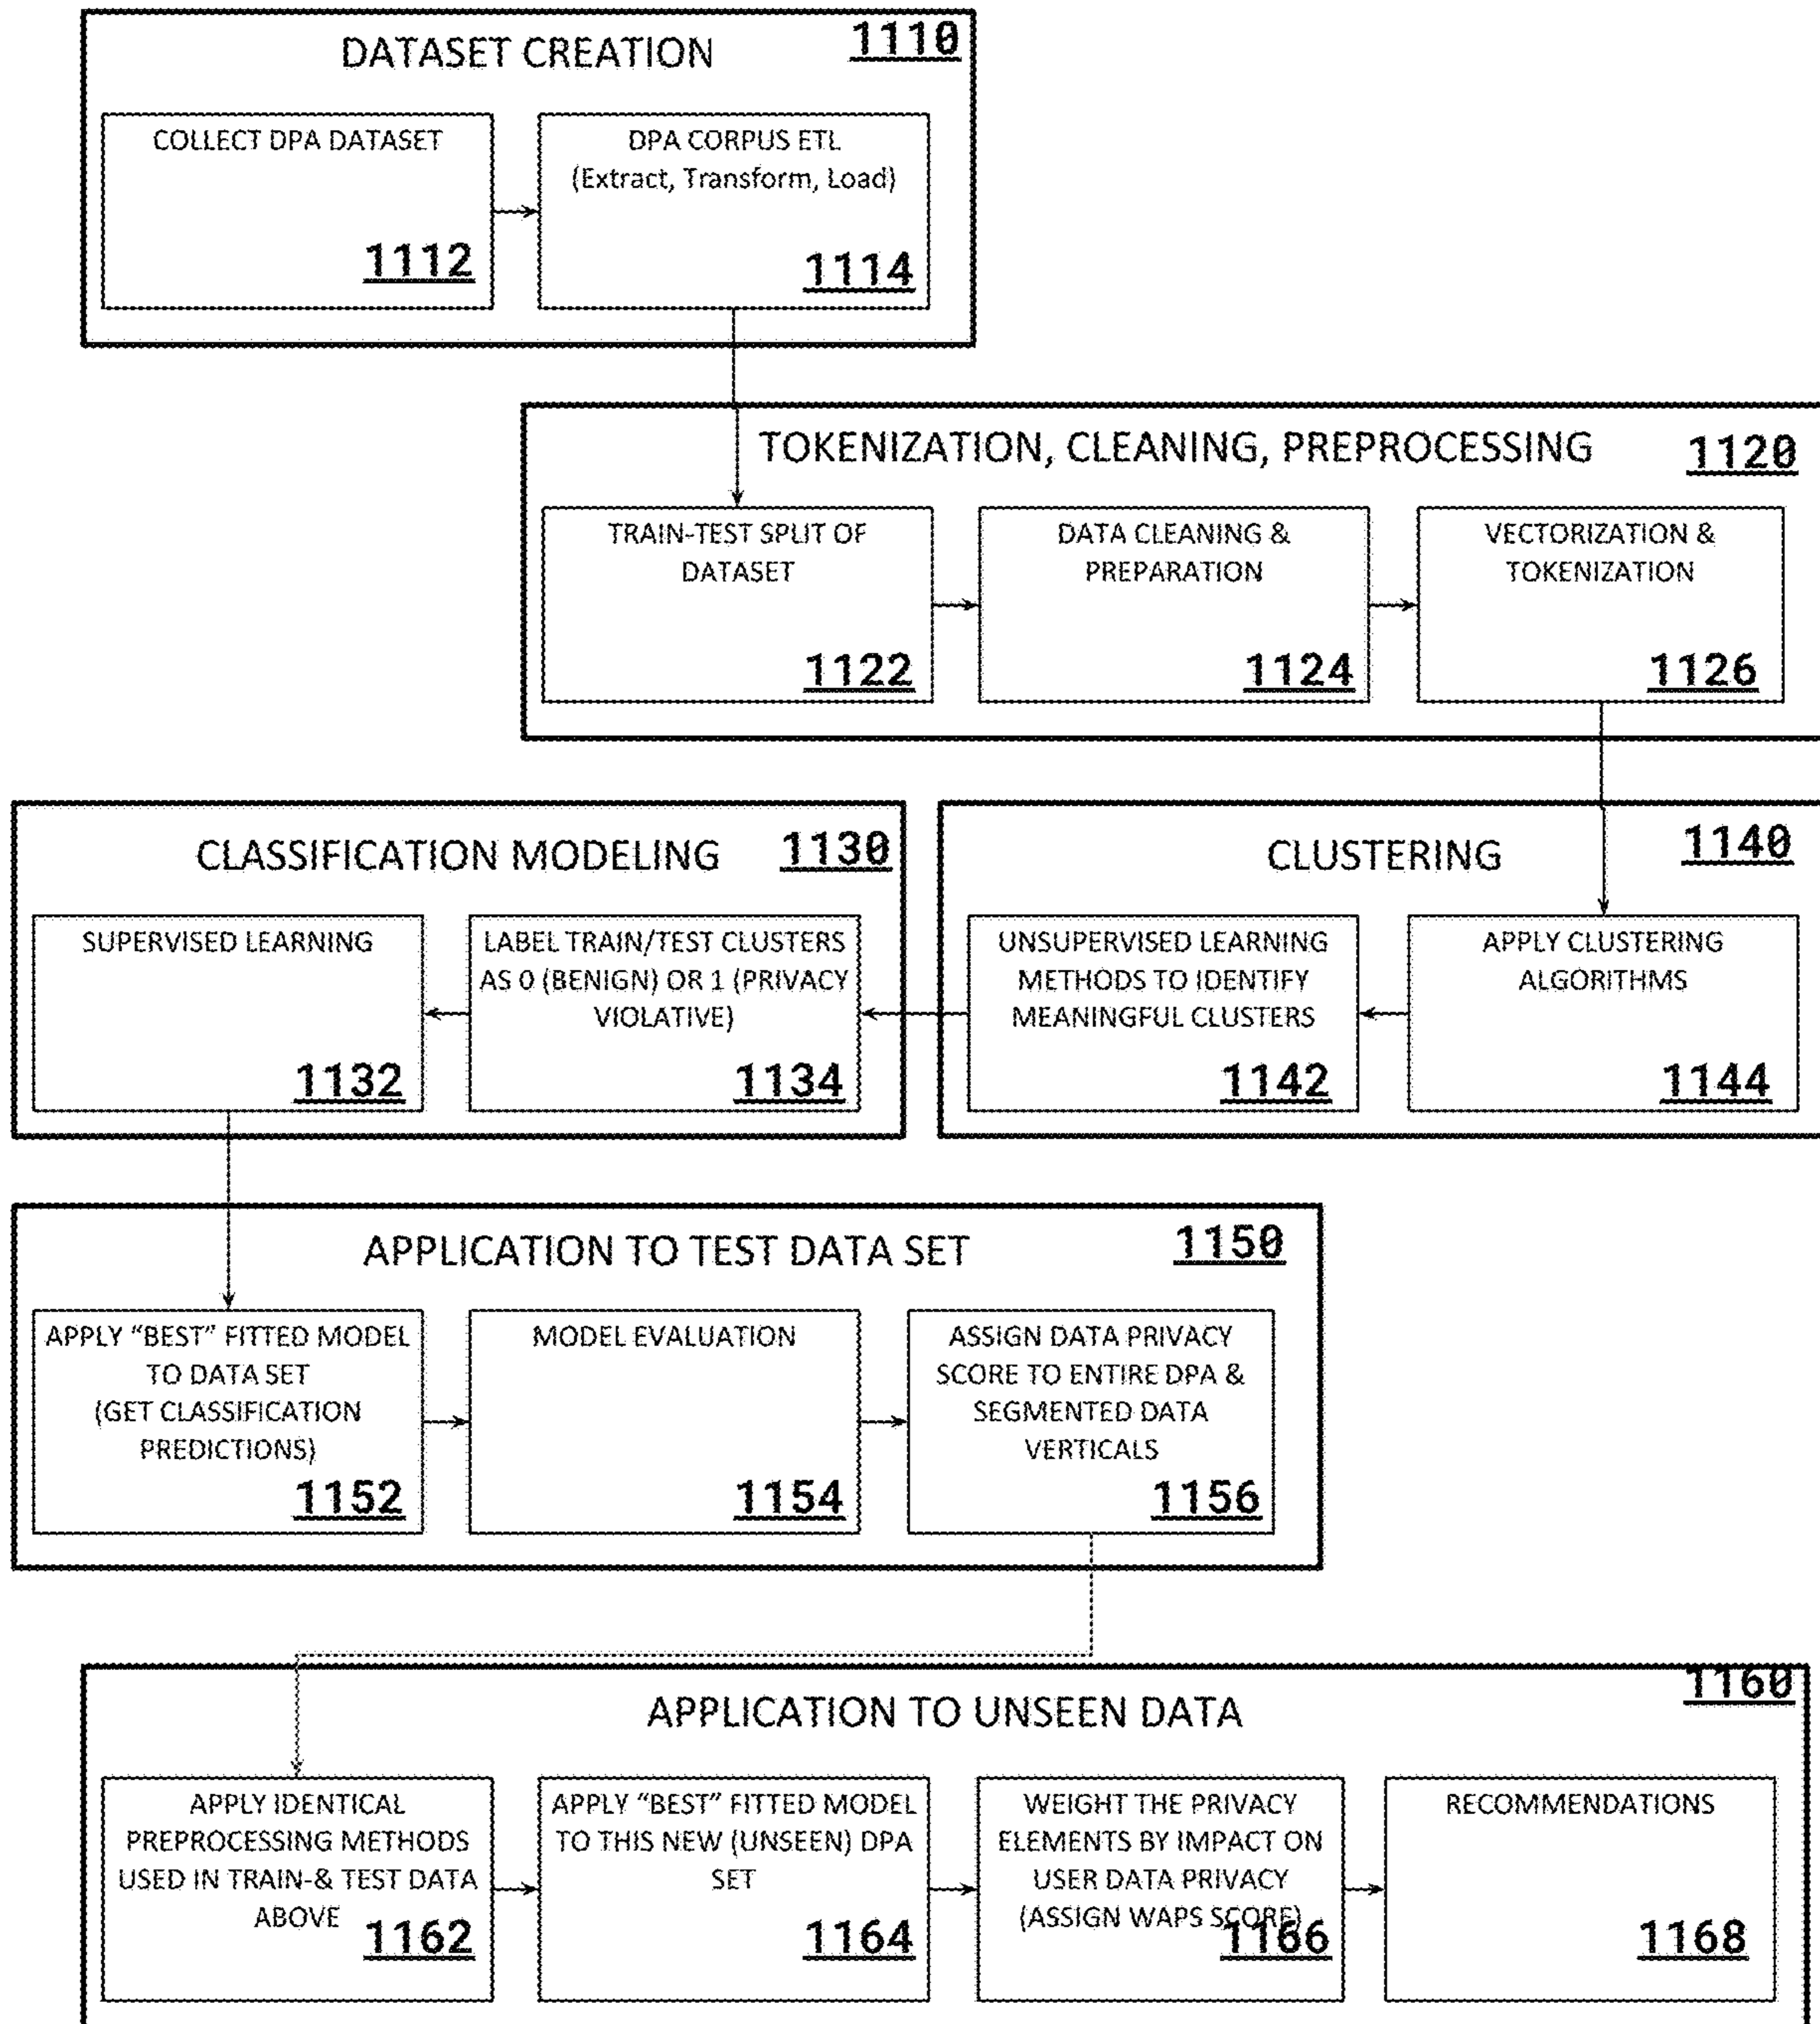 DATASET CREATION
1110
COLLECT DPA DATASET
1112
DPA CORPUS ETL
(Extract, Transform, Load)
1114
TOKENIZATION, CLEANING, PREPROCESSING
1120
TRAIN-TEST SPLIT OF
DATASET
1122
DATA CLEANING &
PREPARATION
1124
VECTORIZATION &
TOKENIZATION
1126
CLASSIFICATION MODELING
1130
SUPERVISED LEARNING
1132
LABEL TRAIN/TEST CLUSTERS
AS 0 (BENIGN) OR 1 (PRIVACY
VIOLATIVE)
1134
CLUSTERING
1140
UNSUPERVISED LEARNING
METHODS TO IDENTIFY
MEANINGFUL CLUSTERS
1142
APPLY CLUSTERING
ALGORITHMS
1144
APPLICATION TO TEST DATA SET
1150
APPLY “BEST” FITTED MODEL
TO DATA SET
(GET CLASSIFICATION
PREDICTIONS)
1152
MODEL EVALUATION
1154
ASSIGN DATA PRIVACY
SCORE TO ENTIRE DPA &
SEGMENTED DATA
VERTICALS
1156
APPLICATION TO UNSEEN DATA
1160
APPLY IDENTICAL
PREPROCESSING METHODS
USED IN TRAIN-& TEST DATA
ABOVE
1162
APPLY “BEST” FITTED MODEL
TO THIS NEW (UNSEEN) DPA
SET
1164
WEIGHT THE PRIVACY
ELEMENTS BY IMPACT ON
USER DATA PRIVACY
(ASSIGN WAPS SCORE)
1166
RECOMMENDATIONS
1168